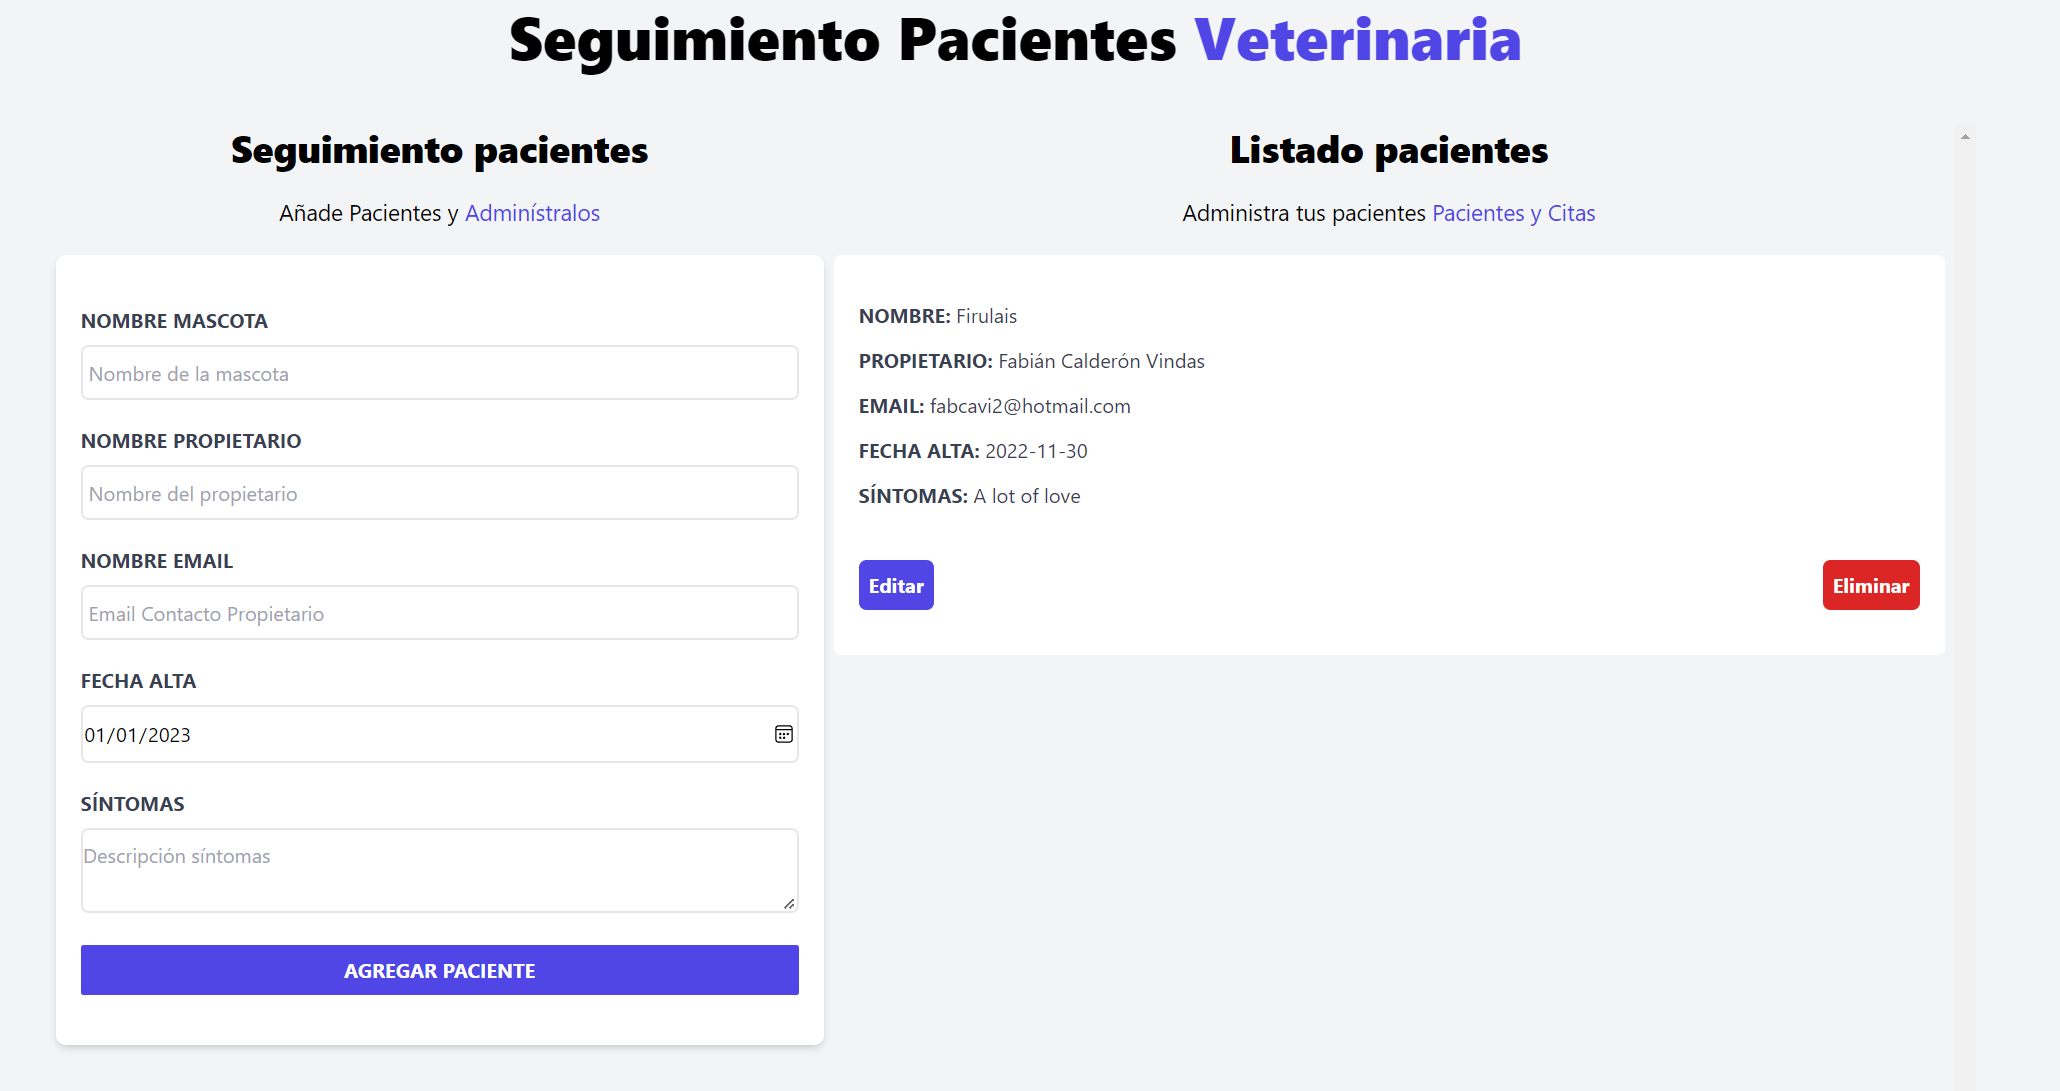 Seguimiento Pacientes Veterinaria
Seguimiento pacientes
Añade Pacientes y Adminístralos
NOMBRE MASCOTA
Nombre de la mascota
NOMBRE PROPIETARIO
Nombre del propietario
NOMBRE EMAIL
Email Contacto Propietario
FECHA ALTA
01/01/2023
SÍNTOMAS
Descripción síntomas
AGREGAR PACIENTE
Listado pacientes
Administra tus pacientes Pacientes y Citas
NOMBRE: Firulais
PROPIETARIO: Fabián Calderón Vindas
EMAIL: fabcavi2@hotmail.com
FECHA ALTA: 2022-11-30
SÍNTOMAS: A lot of love
Editar
Eliminar